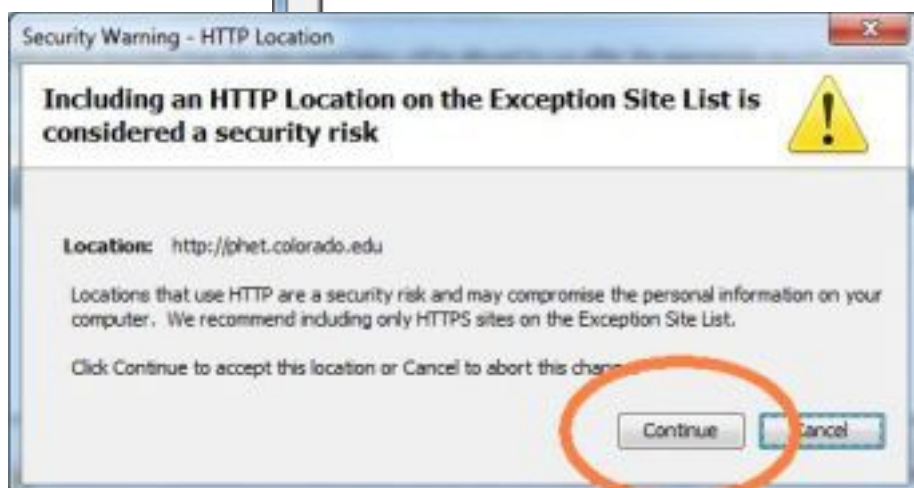 Security Warning - HTTP Location
Including an HTTP Location on the Exception Site List is
considered a security risk
Location: http://phet.colorado.edu
Locations that use HTTP are a security risk and may compromise the personal information on your
computer. We recommend including only HTTPS sites on the Exception Site List.
Click Continue to accept this location or Cancel to abort this
Continue Cancel